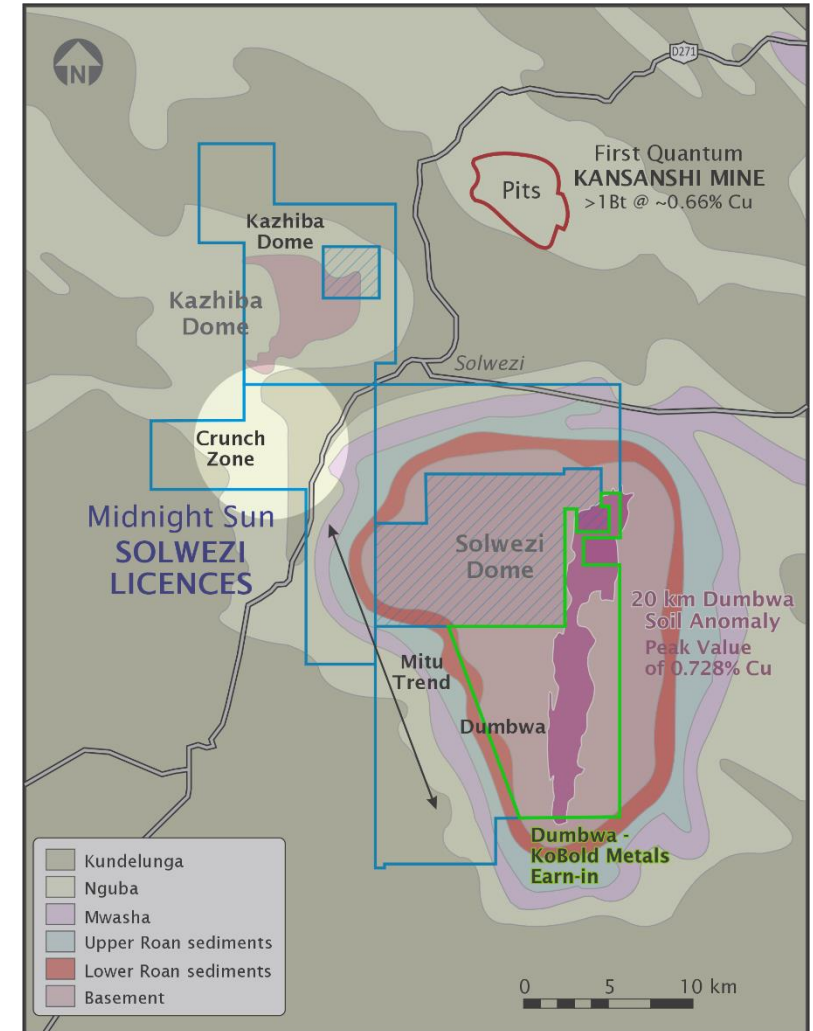 N
D271
First Quantum
KANSANSHI MINE
>1Bt @ ~0.66% Cu
Pits
Kazhiba
Dome
Kazhiba
Dome
Solwezi
Crunch
Zone
Midnight Sun
SOLWEZI
LICENCES
Solwezi
Dome
20 km Dumbwa
Soil Anomaly
Peak Value
of 0.728% Cu
Mitu
Trend
Dumbwa
Dumbwa -
KoBold Metals
Earn-in
Kundelunga
Nguba
Mwasha
Upper Roan sediments
Lower Roan sediments
Basement
0 5 10 km